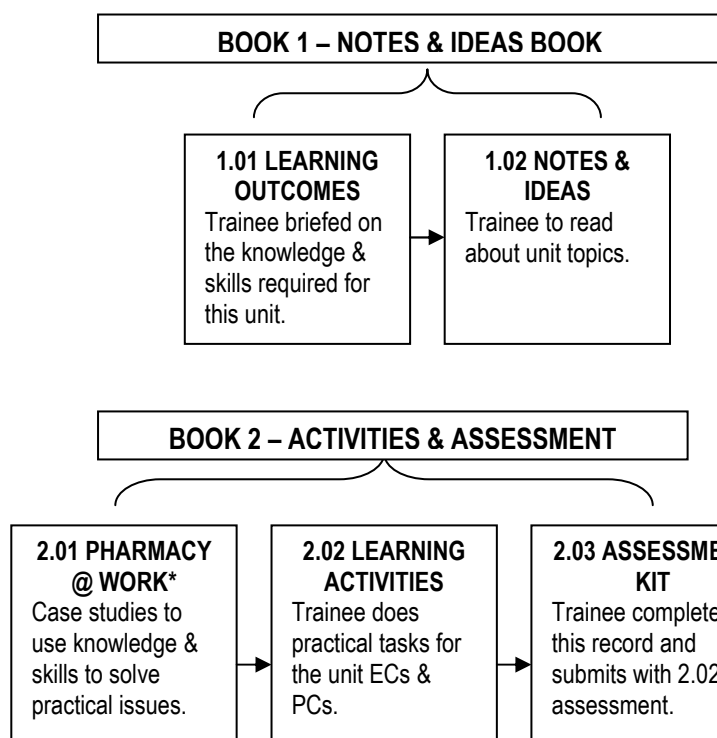 BOOK 1 – NOTES & IDEAS BOOK
1.01 LEARNING
OUTCOMES
Trainee briefed on
the knowledge &
skills required for
this unit.
1.02 NOTES &
IDEAS
Trainee to read
about unit topics.
BOOK 2 – ACTIVITIES & ASSESSMENT
2.01 PHARMACY
@ WORK*
Case studies to
use knowledge &
skills to solve
practical issues.
2.02 LEARNING
ACTIVITIES
Trainee does
practical tasks for
the unit ECs &
PCs.
2.03 ASSESSME
KIT
Trainee complete
this record and
submits with 2.02
assessment.